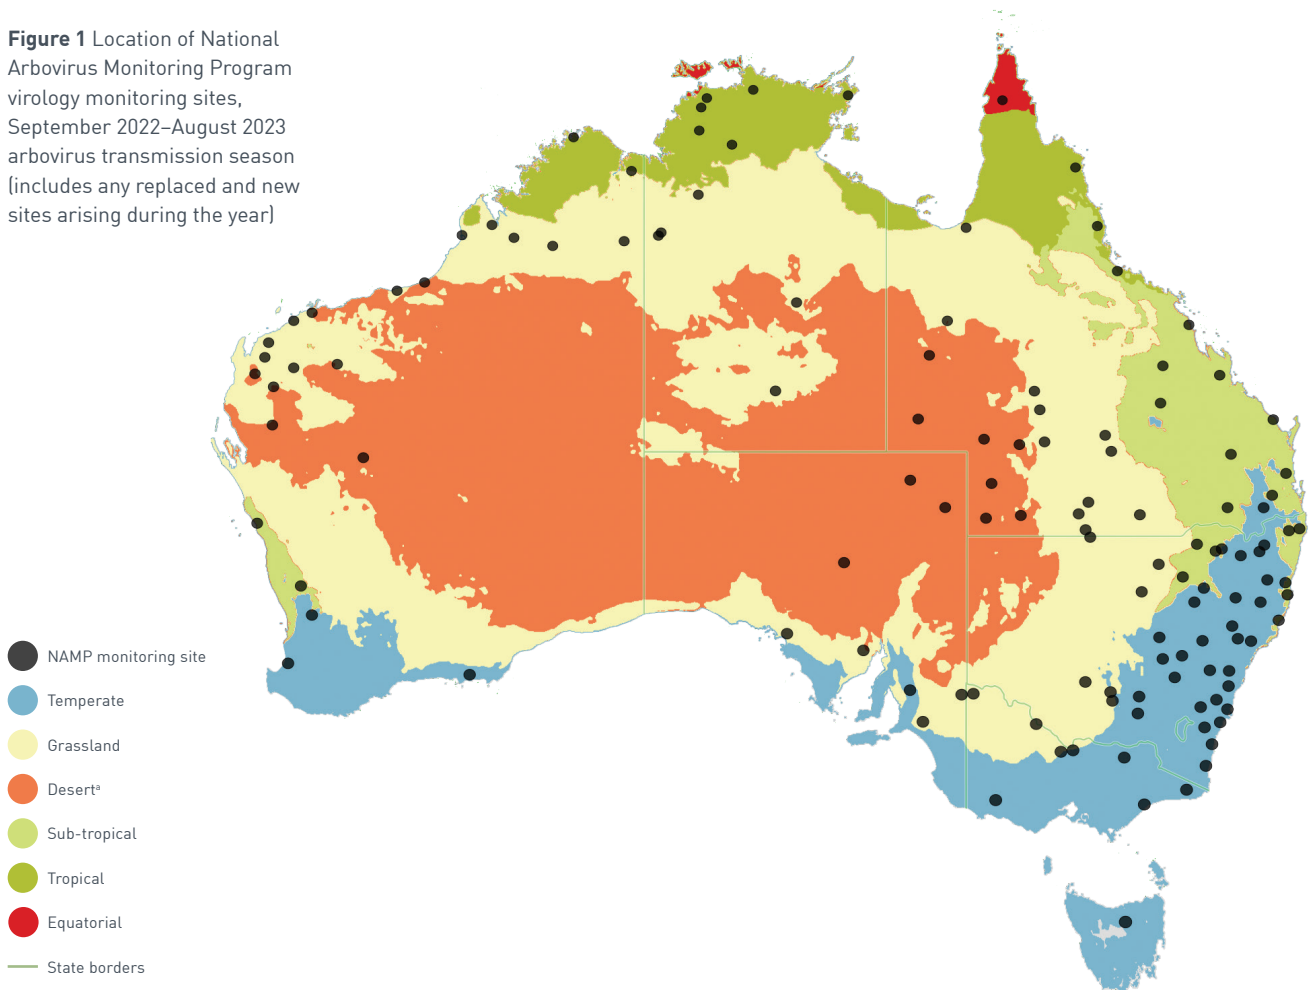 Figure 1 Location of National
Arbovirus Monitoring Program
virology monitoring sites,
September 2022–August 2023
arbovirus transmission season
(includes any replaced and new
sites arising during the year)
NAMP monitoring site
Temperate
Grassland
Desertᵃ
Sub-tropical
Tropical
Equatorial
State borders